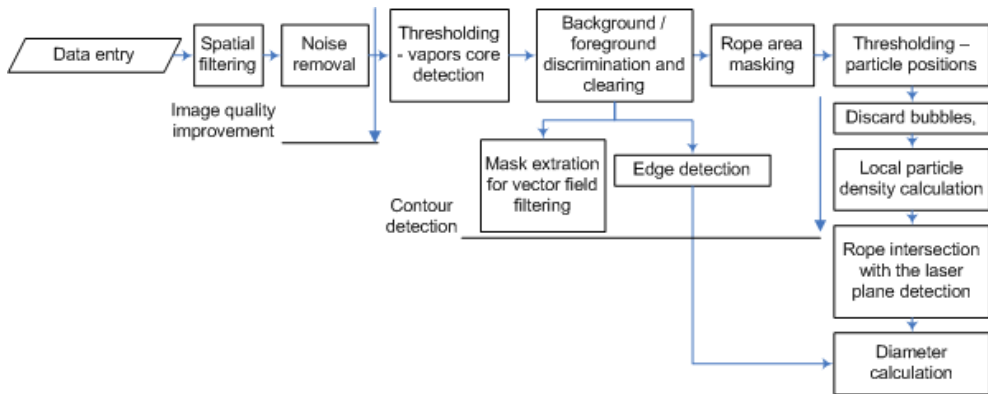 Data entry
Spatial
filtering
Noise
removal
Image quality
improvement
Thresholding
- vapors core
detection
Background /
foreground
discrimination and
clearing
Rope area
masking
Thresholding –
particle positions
Mask extration
for vector field
filtering
Edge detection
Contour
detection
Discard bubbles,
Local particle
density calculation
Rope intersection
with the laser
plane detection
Diameter
calculation